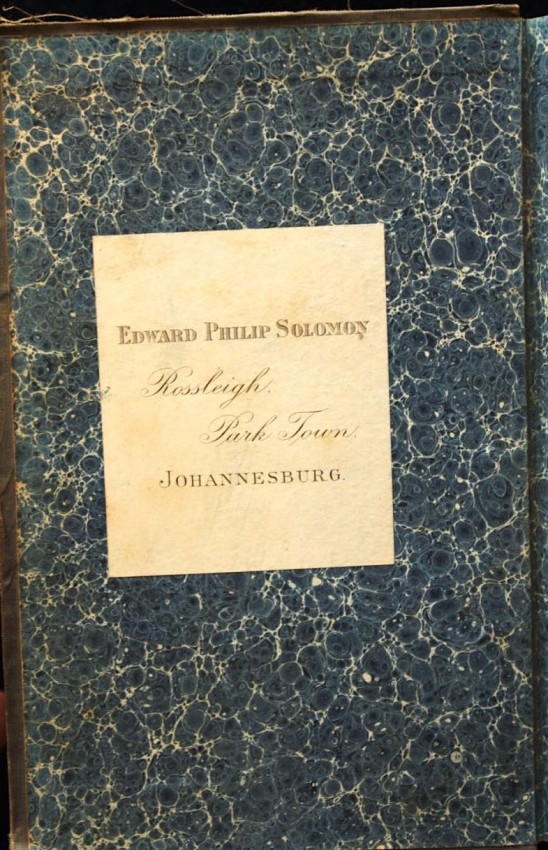 EDWARD PHILIP SOLOMON
Rossleigh,
Park Town.
JOHANNESBURG.